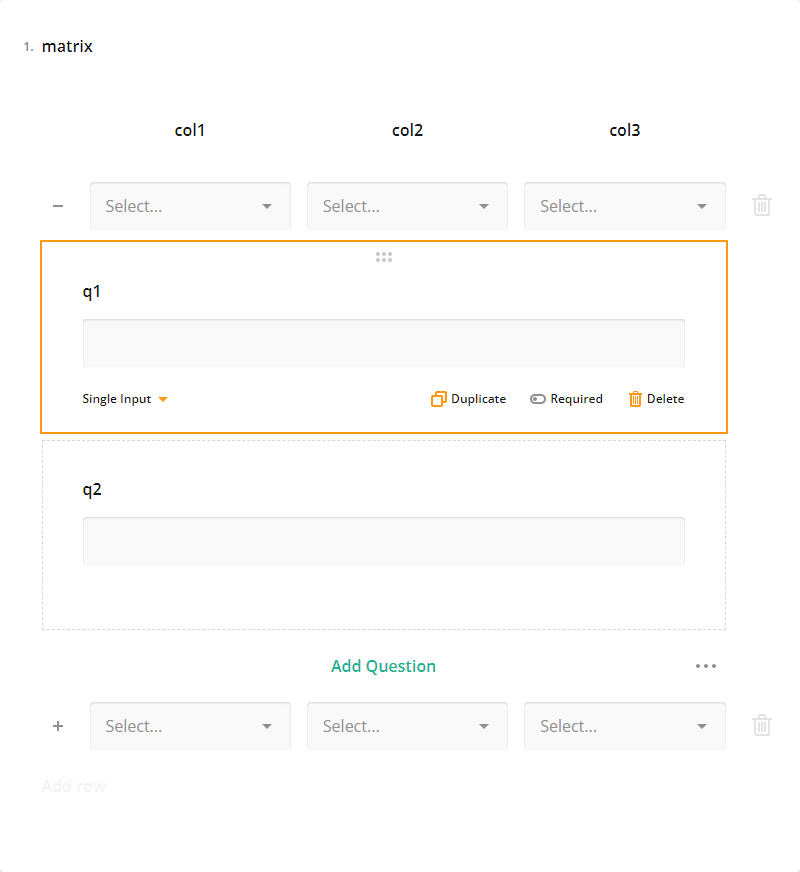 1. matrix
col1 col2 col3
Select... Select... Select...
q1
Single Input Duplicate Required Delete
q2
Add Question
Select... Select... Select...
Add row